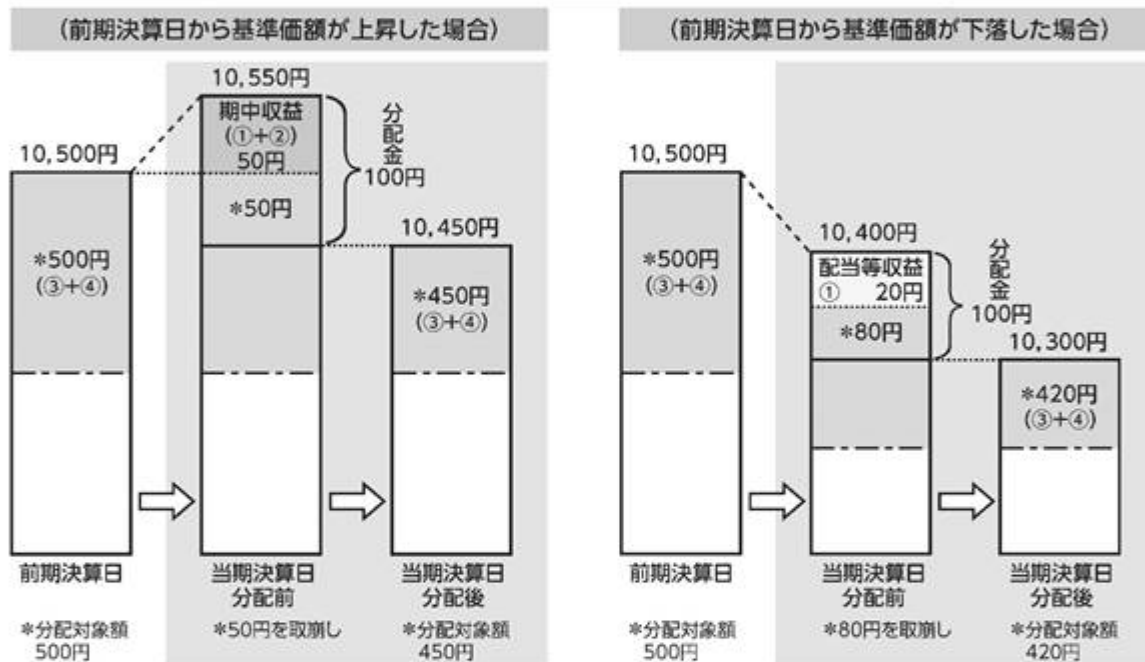 (前期決算日から基準価額が上昇した場合)
10,550円
期中収益
(①+②)
50円
*50円
分配金
100円
10,500円
*500円
(③+④)
10,450円
*450円
(③+④)
前期決算日
当期決算日
分配前
当期決算日
分配後
*分配対象額
500円
*50円を取崩し
*分配対象額
450円
(前期決算日から基準価額が下落した場合)
10,500円
*500円
(③+④)
10,400円
配当等収益
① 20円
*80円
分配金
100円
10,300円
*420円
(③+④)
前期決算日
当期決算日
分配前
当期決算日
分配後
*分配対象額
500円
*80円を取崩し
*分配対象額
420円